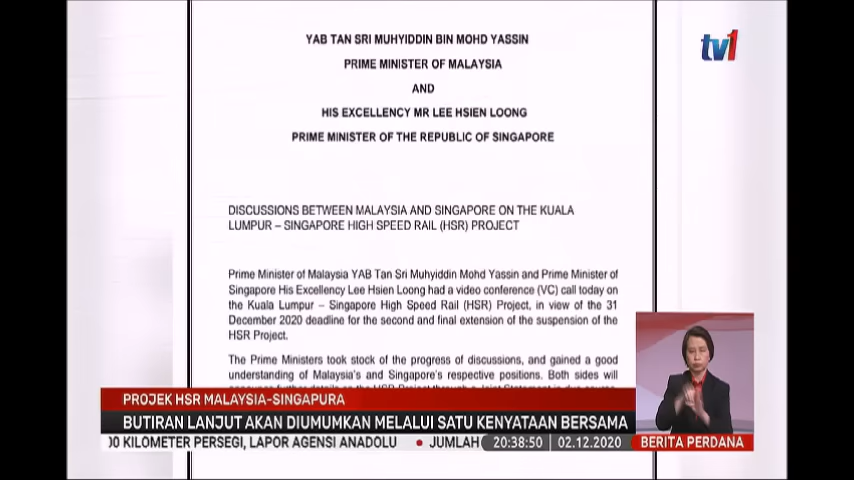 YAB TAN SRI MUHYIDDIN BIN MOHD YASSIN
PRIME MINISTER OF MALAYSIA
AND
HIS EXCELLENCY MR LEE HSIEN LOONG
PRIME MINISTER OF THE REPUBLIC OF SINGAPORE
tv1
DISCUSSIONS BETWEEN MALAYSIA AND SINGAPORE ON THE KUALA
LUMPUR – SINGAPORE HIGH SPEED RAIL (HSR) PROJECT
Prime Minister of Malaysia YAB Tan Sri Muhyiddin Mohd Yassin and Prime Minister of
Singapore His Excellency Lee Hsien Loong had a video conference (VC) call today on
the Kuala Lumpur – Singapore High Speed Rail (HSR) Project, in view of the 31
December 2020 deadline for the second and final extension of the suspension of the
HSR Project.
The Prime Ministers took stock of the progress of discussions, and gained a good
understanding of Malaysia's and Singapore's respective positions. Both sides will
PROJEK HSR MALAYSIA-SINGAPURA
BUTIRAN LANJUT AKAN DIUMUMKAN MELALUI SATU KENYATAAN BERSAMA
KILOMETER PERSEGI, LAPOR AGENSI ANADOLU • JUMLAH 20:38:50 02.12.2020 BERITA PERDANA